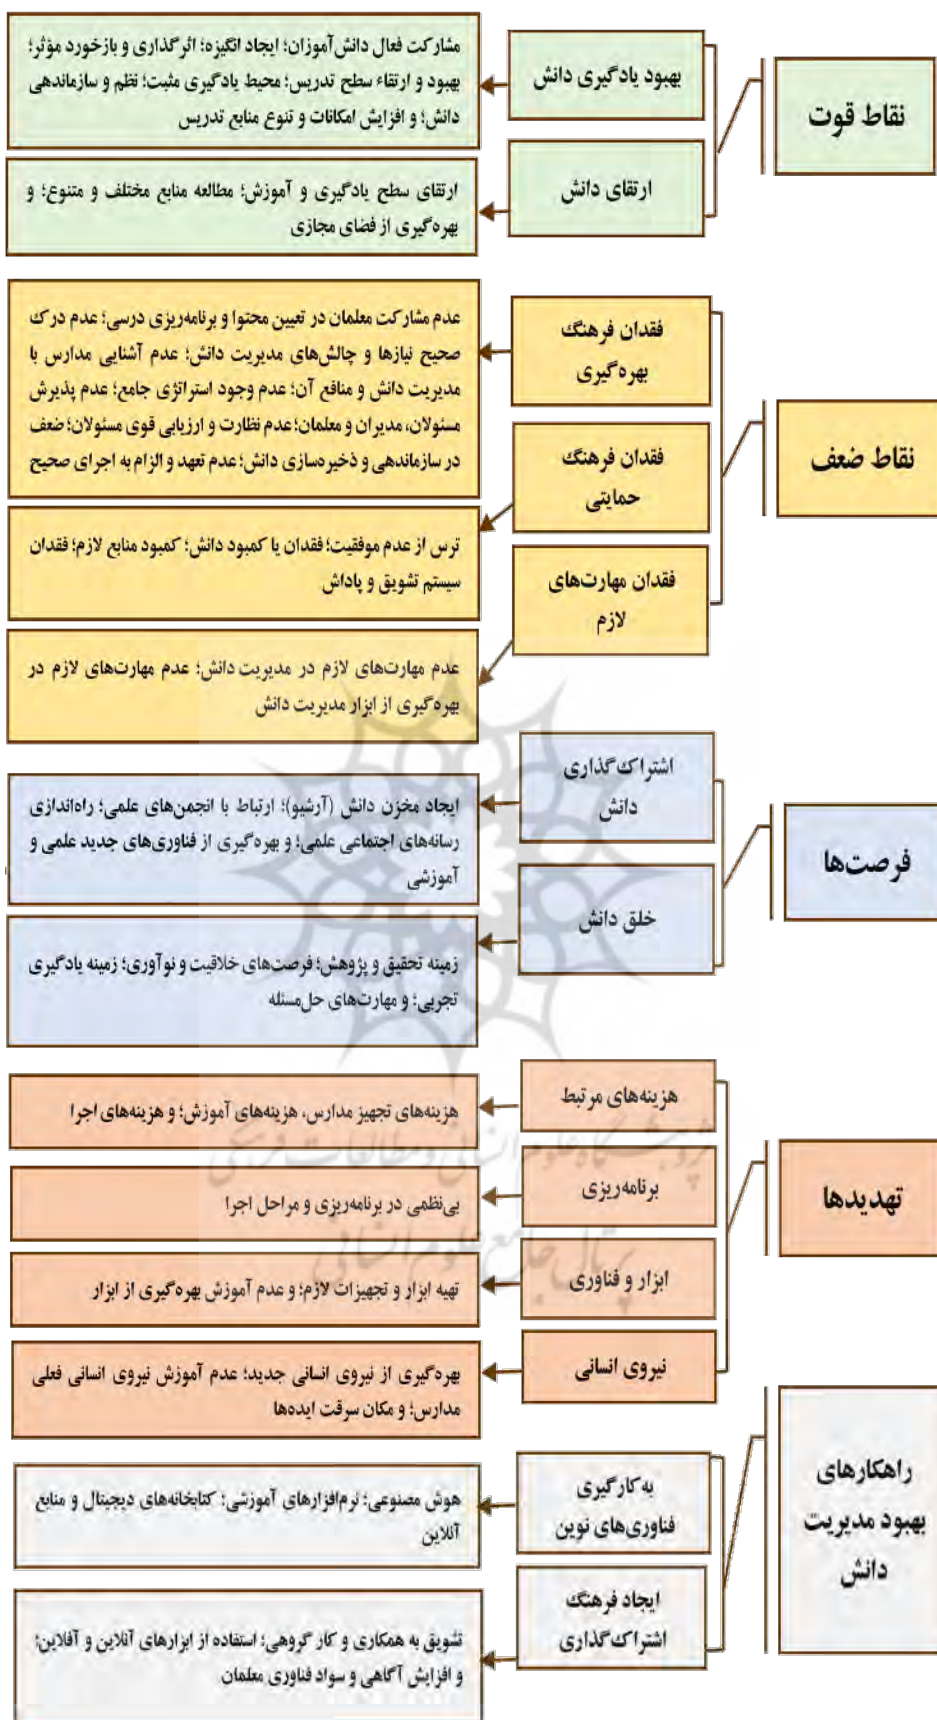 نقاط قوت
بهبود یادگیری دانش
مشارکت فعال دانش‌آموزان؛ ایجاد انگیزه؛ اثرگذاری و بازخورد مؤثر؛
بهبود و ارتقاء سطح تدریس؛ محیط یادگیری مثبت؛ نظم و سازماندهی
دانش؛ و افزایش امکانات و تنوع منابع تدریس
ارتقای دانش
ارتقای سطح یادگیری و آموزش؛ مطالعه منابع مختلف و متنوع؛ و
بهره‌گیری از فضای مجازی
نقاط ضعف
فقدان فرهنگ
بهره‌گیری
عدم مشارکت معلمان در تعیین محتوا و برنامه‌ریزی درسی؛ عدم درک
صحیح نیازها و چالش‌های مدیریت دانش؛ عدم آشنایی مدارس با
مدیریت دانش و منافع آن؛ عدم وجود استراتژی جامع؛ عدم پذیرش
مسئولان، مدیران و معلمان؛ عدم نظارت و ارزیابی قوی مسئولان؛ ضعف
در سازماندهی و ذخیره‌سازی دانش؛ عدم تعهد و الزام به اجرای صحیح
فقدان فرهنگ
حمایتی
ترس از عدم موفقیت؛ فقدان یا کمبود دانش؛ کمبود منابع لازم؛ فقدان
سیستم تشویق و پاداش
فقدان مهارت‌های
لازم
عدم مهارت‌های لازم در مدیریت دانش؛ عدم مهارت‌های لازم در
بهره‌گیری از ابزار مدیریت دانش
فرصت‌ها
اشتراک‌گذاری
دانش
ایجاد مخزن دانش (آرشیو)؛ ارتباط با انجمن‌های علمی؛ راه‌اندازی
رسانه‌های اجتماعی علمی؛ و بهره‌گیری از فناوری‌های جدید علمی و
آموزشی
خلق دانش
زمینه تحقیق و پژوهش؛ فرصت‌های خلاقیت و نوآوری؛ زمینه یادگیری
تجربی؛ و مهارت‌های حل‌مسئله
تهدیدها
هزینه‌های مرتبط
هزینه‌های تجهیز مدارس، هزینه‌های آموزش؛ و هزینه‌های اجرا
پژوهشگاه علوم انسانی و مطالعات فرهنگی
برنامه‌ریزی
بی‌نظمی در برنامه‌ریزی و مراحل اجرا
پرتال جامع علوم انسانی
ابزار و فناوری
تهیه ابزار و تجهیزات لازم؛ و عدم آموزش بهره‌گیری از ابزار
نیروی انسانی
بهره‌گیری از نیروی انسانی جدید؛ عدم آموزش نیروی انسانی فعلی
مدارس؛ و مکان سرقت ایده‌ها
راهکارهای
بهبود مدیریت
دانش
به‌کارگیری
فناوری‌های نوین
هوش مصنوعی؛ نرم‌افزارهای آموزشی؛ کتابخانه‌های دیجیتال و منابع
آنلاین
ایجاد فرهنگ
اشتراک‌گذاری
تشویق به همکاری و کار گروهی؛ استفاده از ابزارهای آنلاین و آفلاین؛
و افزایش آگاهی و سواد فناوری معلمان